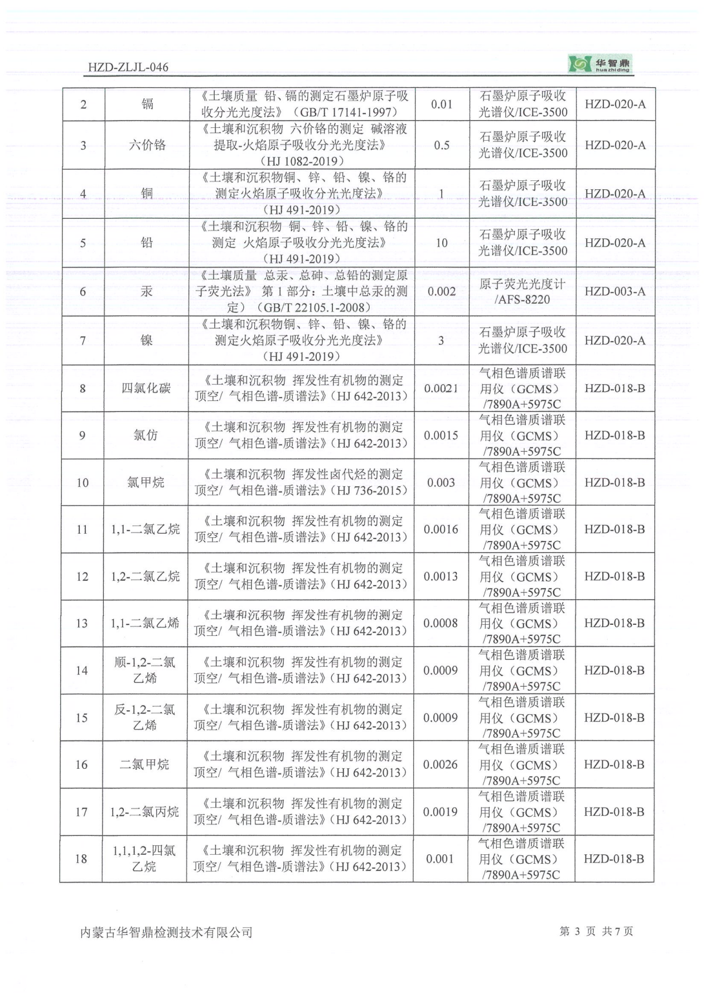 HZD-ZLJL-046
华智鼎
huazhiding
2
镉
《土壤质量 铅、镉的测定石墨炉原子吸
收分光光度法》（GB/T 17141-1997）
0.01
石墨炉原子吸收
光谱仪/ICE-3500
HZD-020-A
3
六价铬
《土壤和沉积物 六价铬的测定 碱溶液
提取-火焰原子吸收分光光度法》
（HJ 1082-2019）
0.5
石墨炉原子吸收
光谱仪/ICE-3500
HZD-020-A
4
铜
《土壤和沉积物铜、锌、铅、镍、铬的
测定火焰原子吸收分光光度法》
（HJ 491-2019）
1
石墨炉原子吸收
光谱仪/ICE-3500
HZD-020-A
5
铅
《土壤和沉积物 铜、锌、铅、镍、铬的
测定 火焰原子吸收分光光度法》
（HJ 491-2019）
10
石墨炉原子吸收
光谱仪/ICE-3500
HZD-020-A
6
汞
《土壤质量 总汞、总砷、总铅的测定原
子荧光法》 第 1 部分：土壤中总汞的测
定）（GB/T 22105.1-2008）
0.002
原子荧光光度计
/AFS-8220
HZD-003-A
7
镍
《土壤和沉积物铜、锌、铅、镍、铬的
测定火焰原子吸收分光光度法》
（HJ 491-2019）
3
石墨炉原子吸收
光谱仪/ICE-3500
HZD-020-A
8
四氯化碳
《土壤和沉积物 挥发性有机物的测定
顶空/ 气相色谱-质谱法》（HJ 642-2013）
0.0021
气相色谱质谱联
用仪（GCMS）
/7890A+5975C
HZD-018-B
9
氯仿
《土壤和沉积物 挥发性有机物的测定
顶空/ 气相色谱-质谱法》（HJ 642-2013）
0.0015
气相色谱质谱联
用仪（GCMS）
/7890A+5975C
HZD-018-B
10
氯甲烷
《土壤和沉积物 挥发性卤代烃的测定
顶空/ 气相色谱-质谱法》（HJ 736-2015）
0.003
气相色谱质谱联
用仪（GCMS）
/7890A+5975C
HZD-018-B
11
1,1-二氯乙烷
《土壤和沉积物 挥发性有机物的测定
顶空/ 气相色谱-质谱法》（HJ 642-2013）
0.0016
气相色谱质谱联
用仪（GCMS）
/7890A+5975C
HZD-018-B
12
1,2-二氯乙烷
《土壤和沉积物 挥发性有机物的测定
顶空/ 气相色谱-质谱法》（HJ 642-2013）
0.0013
气相色谱质谱联
用仪（GCMS）
/7890A+5975C
HZD-018-B
13
1,1-二氯乙烯
《土壤和沉积物 挥发性有机物的测定
顶空/ 气相色谱-质谱法》（HJ 642-2013）
0.0008
气相色谱质谱联
用仪（GCMS）
/7890A+5975C
HZD-018-B
14
顺-1,2-二氯
乙烯
《土壤和沉积物 挥发性有机物的测定
顶空/ 气相色谱-质谱法》（HJ 642-2013）
0.0009
气相色谱质谱联
用仪（GCMS）
/7890A+5975C
HZD-018-B
15
反-1,2-二氯
乙烯
《土壤和沉积物 挥发性有机物的测定
顶空/ 气相色谱-质谱法》（HJ 642-2013）
0.0009
气相色谱质谱联
用仪（GCMS）
/7890A+5975C
HZD-018-B
16
二氯甲烷
《土壤和沉积物 挥发性有机物的测定
顶空/ 气相色谱-质谱法》（HJ 642-2013）
0.0026
气相色谱质谱联
用仪（GCMS）
/7890A+5975C
HZD-018-B
17
1,2-二氯丙烷
《土壤和沉积物 挥发性有机物的测定
顶空/ 气相色谱-质谱法》（HJ 642-2013）
0.0019
气相色谱质谱联
用仪（GCMS）
/7890A+5975C
HZD-018-B
18
1,1,1,2-四氯
乙烷
《土壤和沉积物 挥发性有机物的测定
顶空/ 气相色谱-质谱法》（HJ 642-2013）
0.001
气相色谱质谱联
用仪（GCMS）
/7890A+5975C
HZD-018-B
内蒙古华智鼎检测技术有限公司
第 3 页 共 7 页